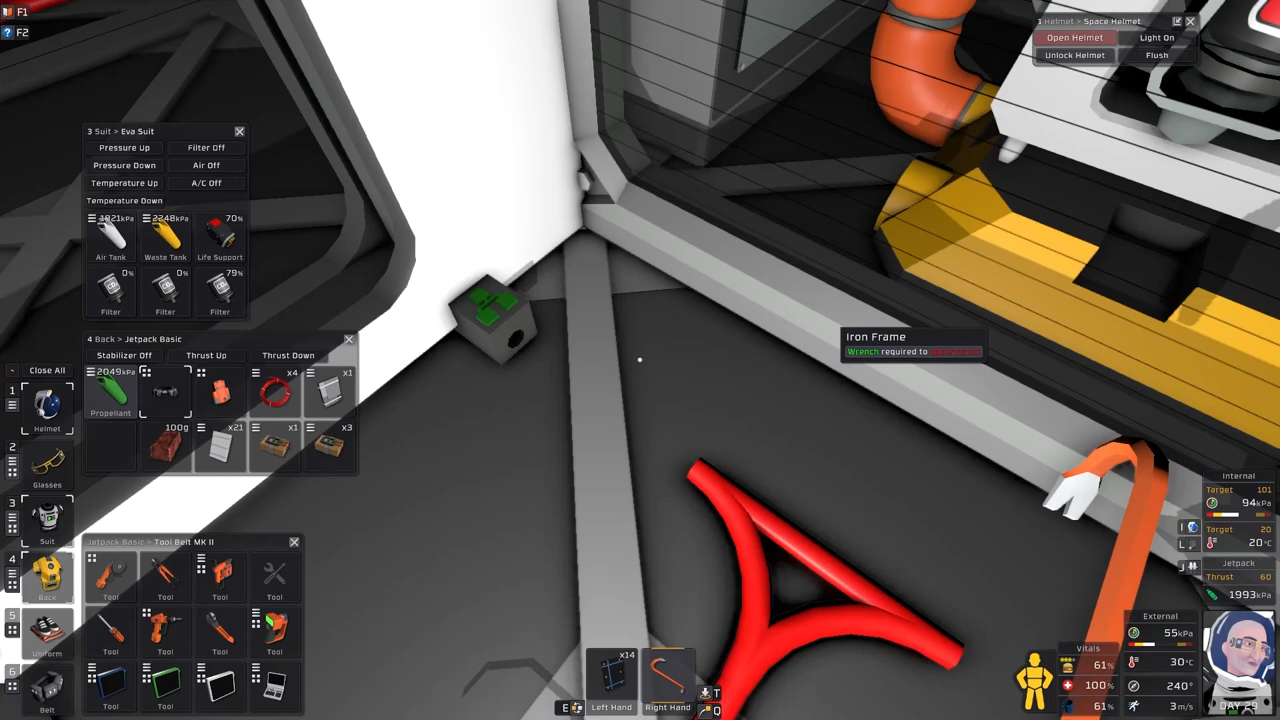 F1
F2
1 Helmet > Space Helmet
Open Helmet
Light On
Unlock Helmet
Flush
3 Suit > Eva Suit
Pressure Up
Filter Off
Pressure Down
Air Off
Temperature Up
A/C Off
Temperature Down
1821kPa
2348kPa
70%
Air Tank
Waste Tank
Life Support
0%
0%
79%
Filter
Filter
Filter
4 Back > Jetpack Basic
Stabilizer Off
Thrust Up
Thrust Down
2049kPa
x4
x1
Propellant
100g
x21
x1
x3
Jetpack Basic > Tool Belt MK II
Tool
Tool
Tool
Tool
Tool
Tool
Tool
Tool
Tool
Tool
Tool
Tool
-
Close All
1
Helmet
2
Glasses
3
Suit
4
Back
5
Uniform
6
Belt
Iron Frame
Wrench required to
x14
E
Left Hand
Right Hand
T
Q
Internal
Target 101
94kPa
Target 20
20°C
Jetpack
Thrust 60
1993kPa
I
L
J
External
55kPa
30°C
240°
3m/s
Vitals
61%
100%
61%
DAY 29